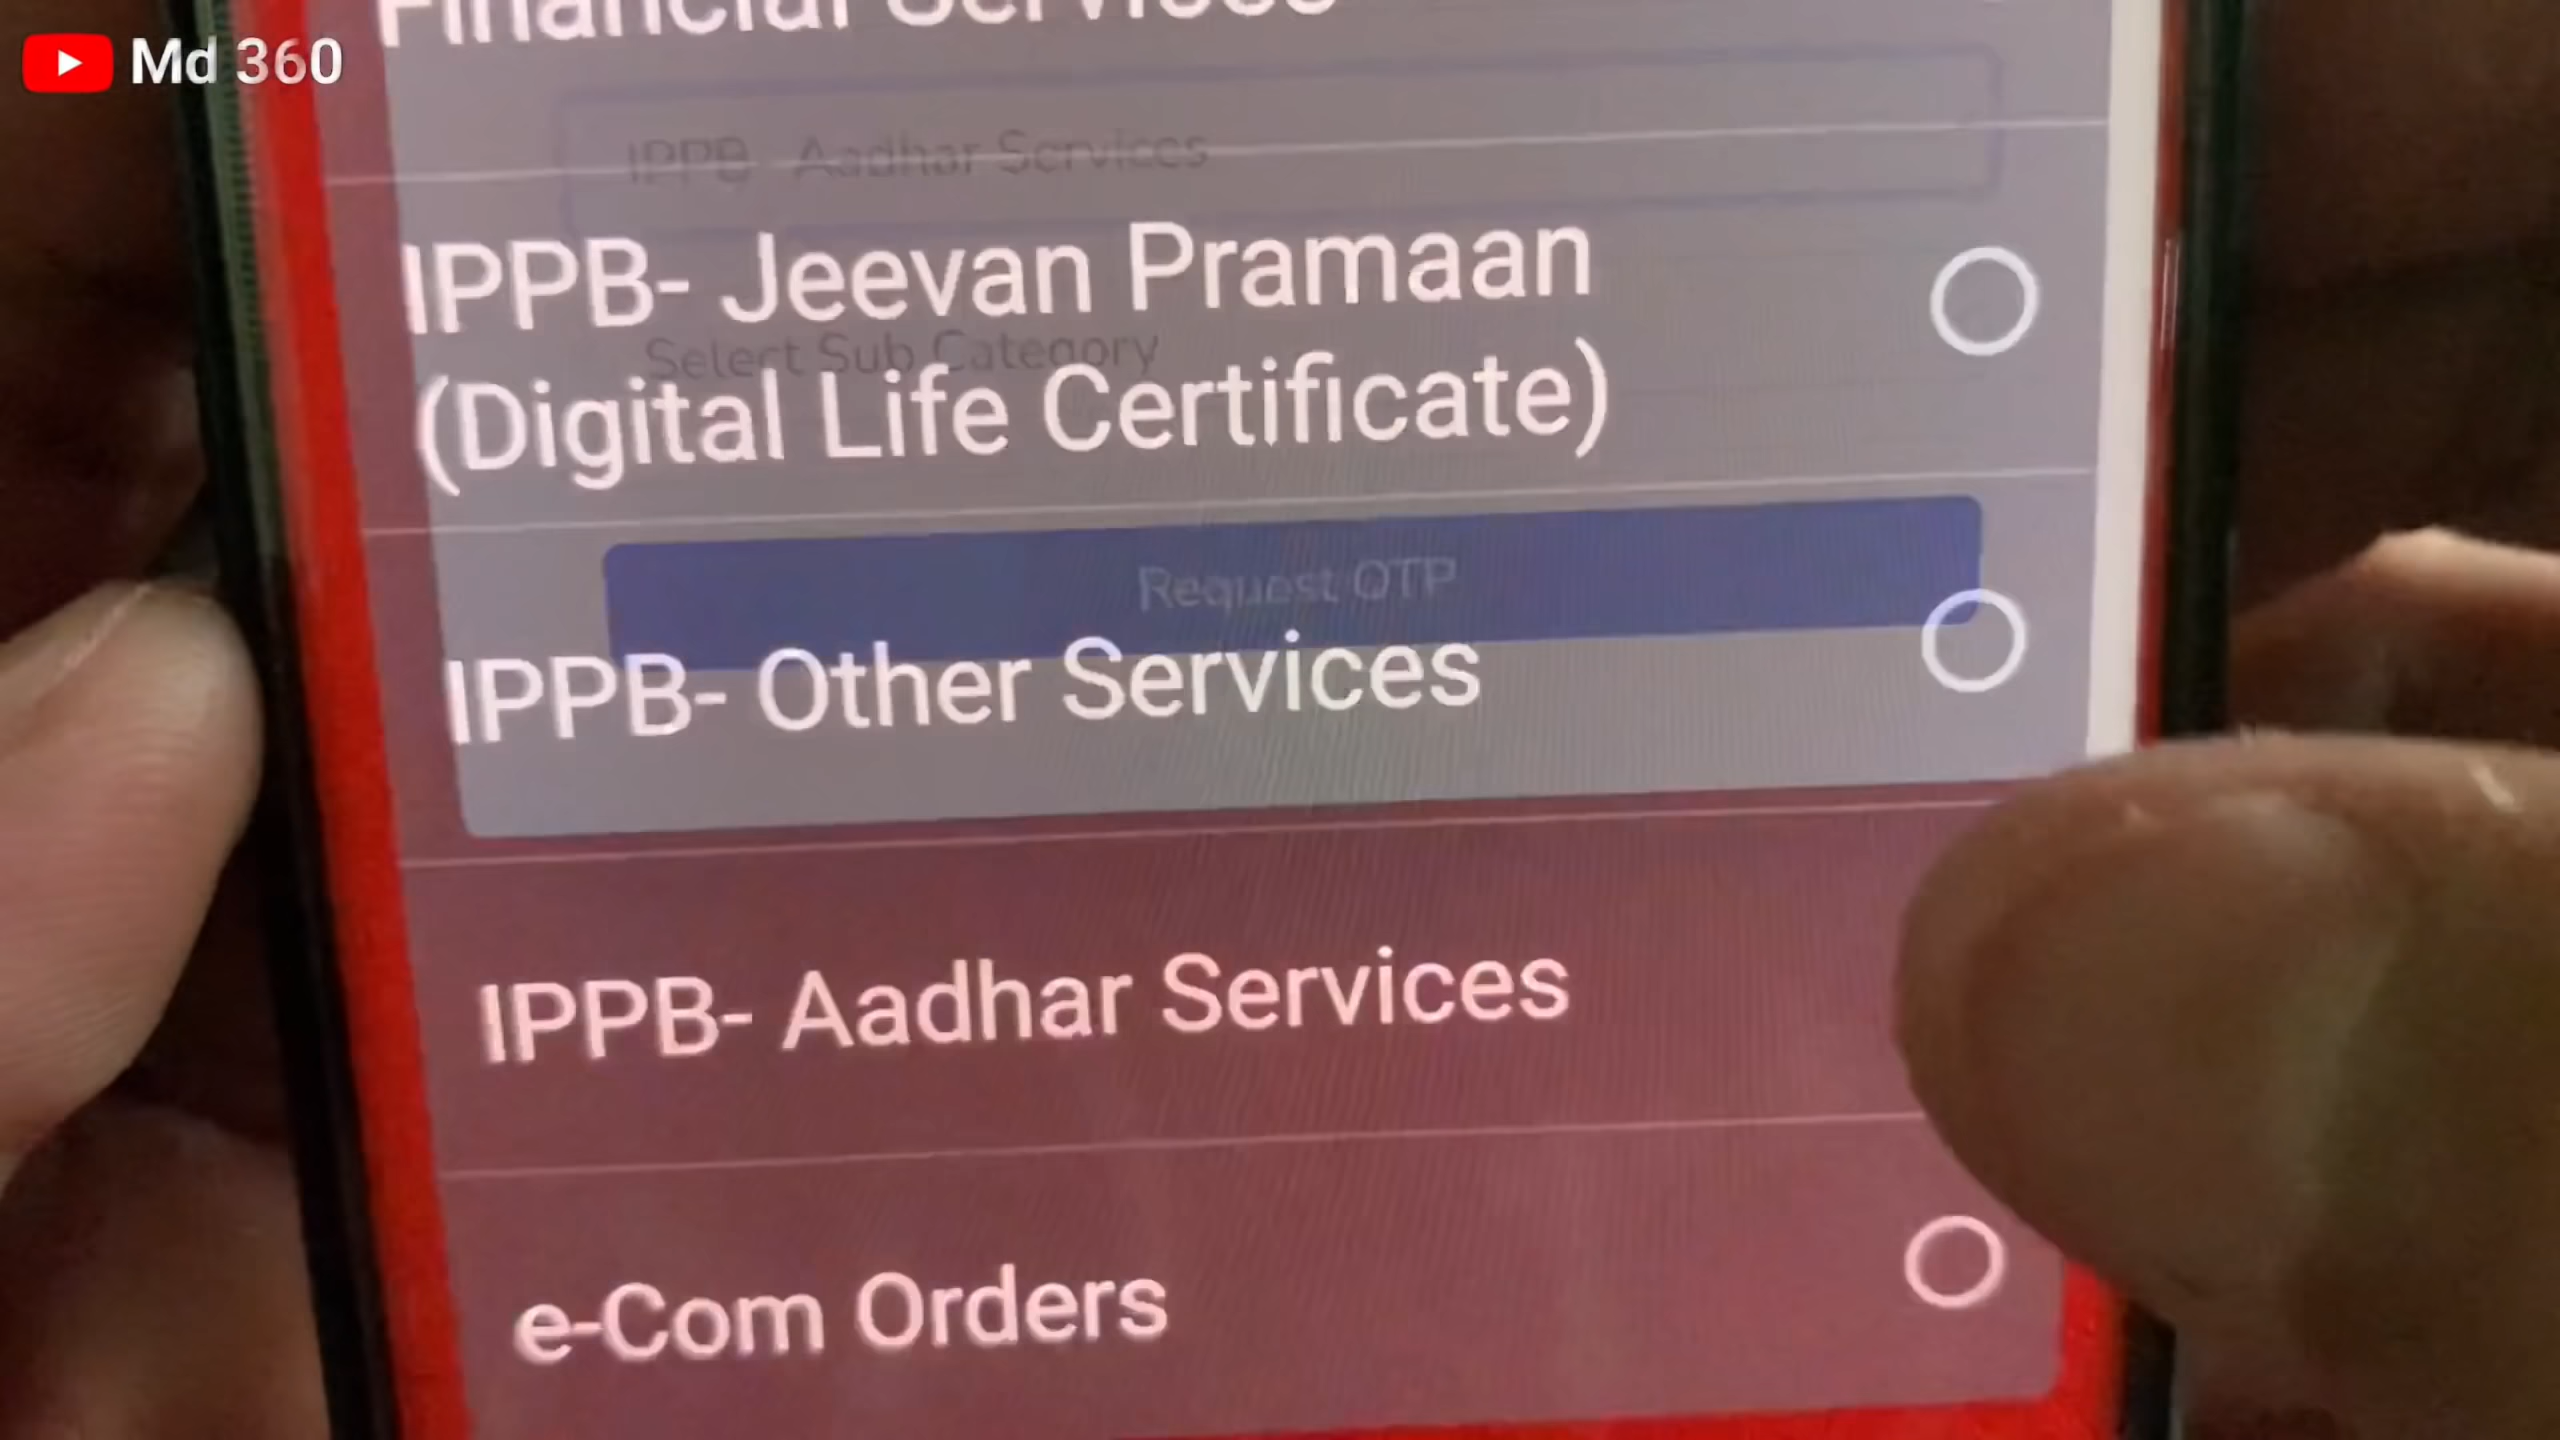 Md 360
Financial Services
IPPB - Aadhar Services
IPPB- Jeevan Pramaan
Select Sub Category
(Digital Life Certificate)
Request OTP
IPPB- Other Services
IPPB- Aadhar Services
e-Com Orders